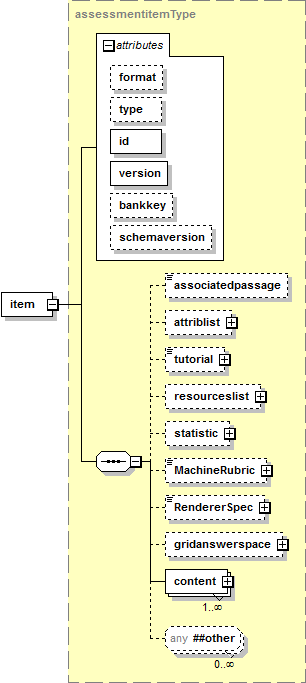 assessmentitemType
attributes
format
type
id
version
bankkey
schemaversion
item
associatedpassage
attriblist
tutorial
resourceslist
statistic
MachineRubric
RendererSpec
gridanswerspace
content
1..∞
any ##other
0..∞